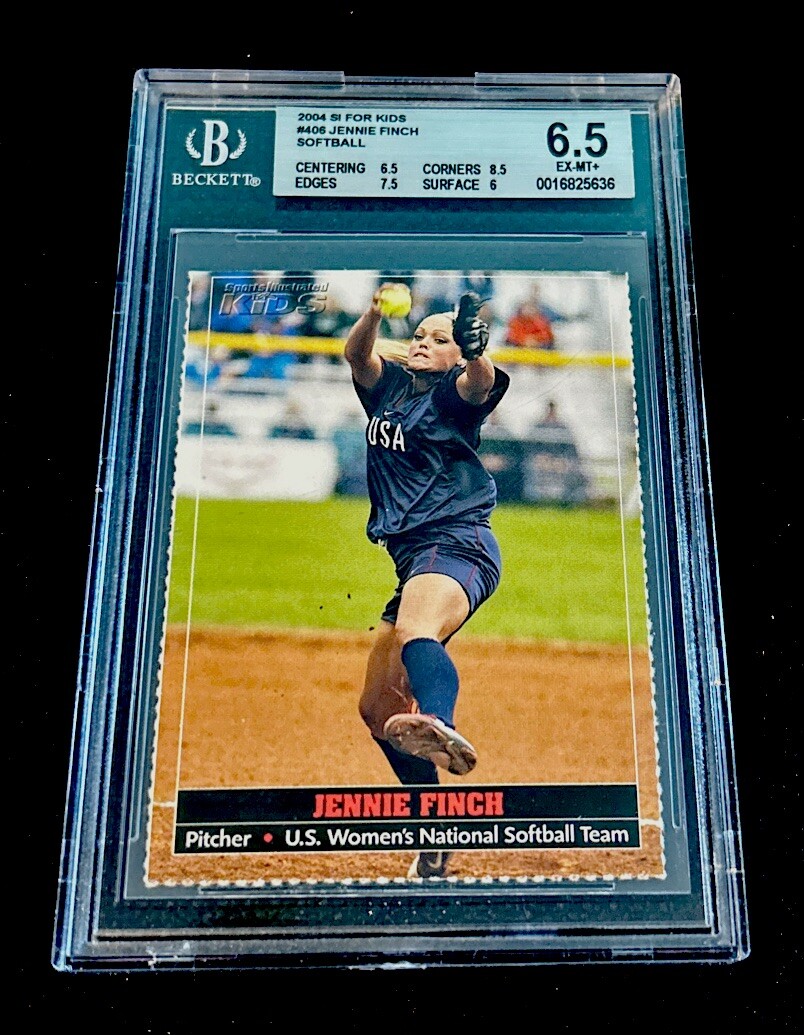 B
BECKETT®
2004 SI FOR KIDS
#406 JENNIE FINCH
SOFTBALL
CENTERING 6.5 CORNERS 8.5
EDGES 7.5 SURFACE 6
6.5
EX-MT+
0016825636
Sports Illustrated
for
KIDS
USA
JENNIE FINCH
Pitcher • U.S. Women's National Softball Team